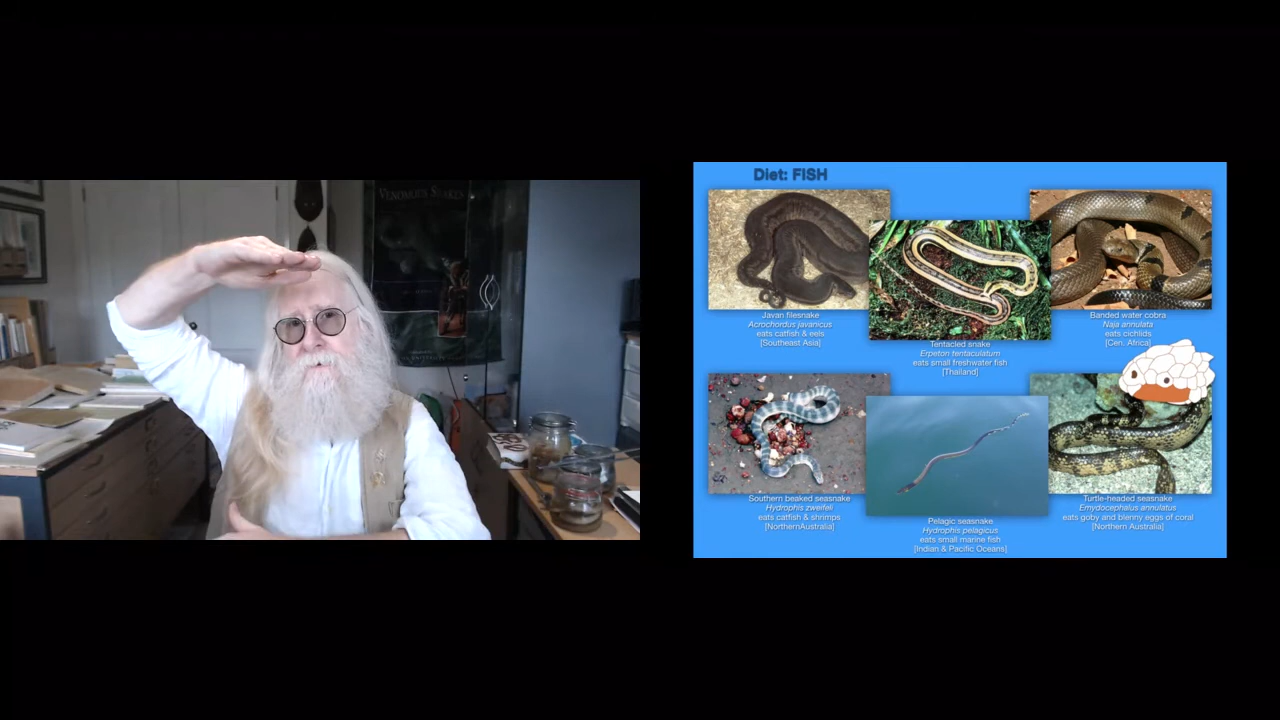 VENOMOUS SNAKES
Diet: FISH
Javan filesnake
Acrochordus javanicus
eats catfish & eels
[Southeast Asia]
Tentacled snake
Erpeton tentaculatum
eats small freshwater fish
[Thailand]
Banded water cobra
Naja annulata
eats cichlids
[Cen. Africa]
Southern beaked seasnake
Hydrophis zweifeli
eats catfish & shrimps
[NorthernAustralia]
Pelagic seasnake
Hydrophis pelagicus
eats small marine fish
[Indian & Pacific Oceans]
Turtle-headed seasnake
Emydocephalus annulatus
eats goby and blenny eggs of coral
[Northern Australia]